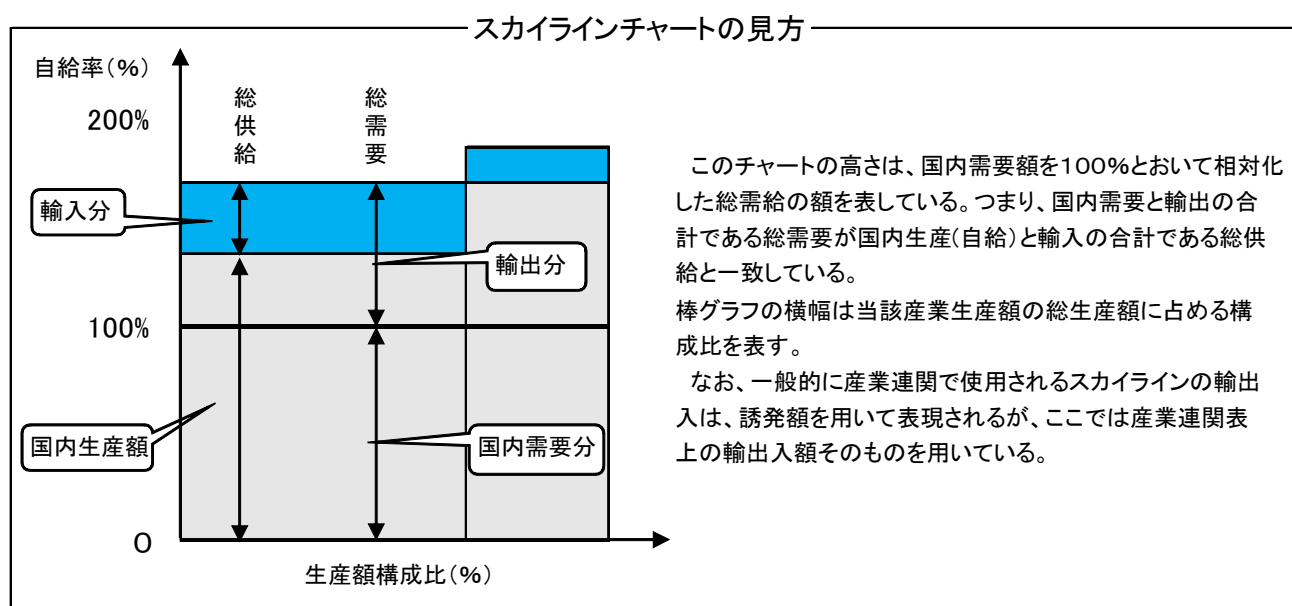 スカイラインチャートの見方
自給率(%)
200%
総供給
総需要
輸入分
輸出分
100%
国内生産額
国内需要分
0
生産額構成比(%)
このチャートの高さは、国内需要額を100%とおいて相対化
した総需給の額を表している。つまり、国内需要と輸出の合
計である総需要が国内生産(自給)と輸入の合計である総供
給と一致している。
棒グラフの横幅は当該産業生産額の総生産額に占める構
成比を表す。
なお、一般的に産業連関で使用されるスカイラインの輸出
入は、誘発額を用いて表現されるが、ここでは産業連関表
上の輸出入額そのものを用いている。